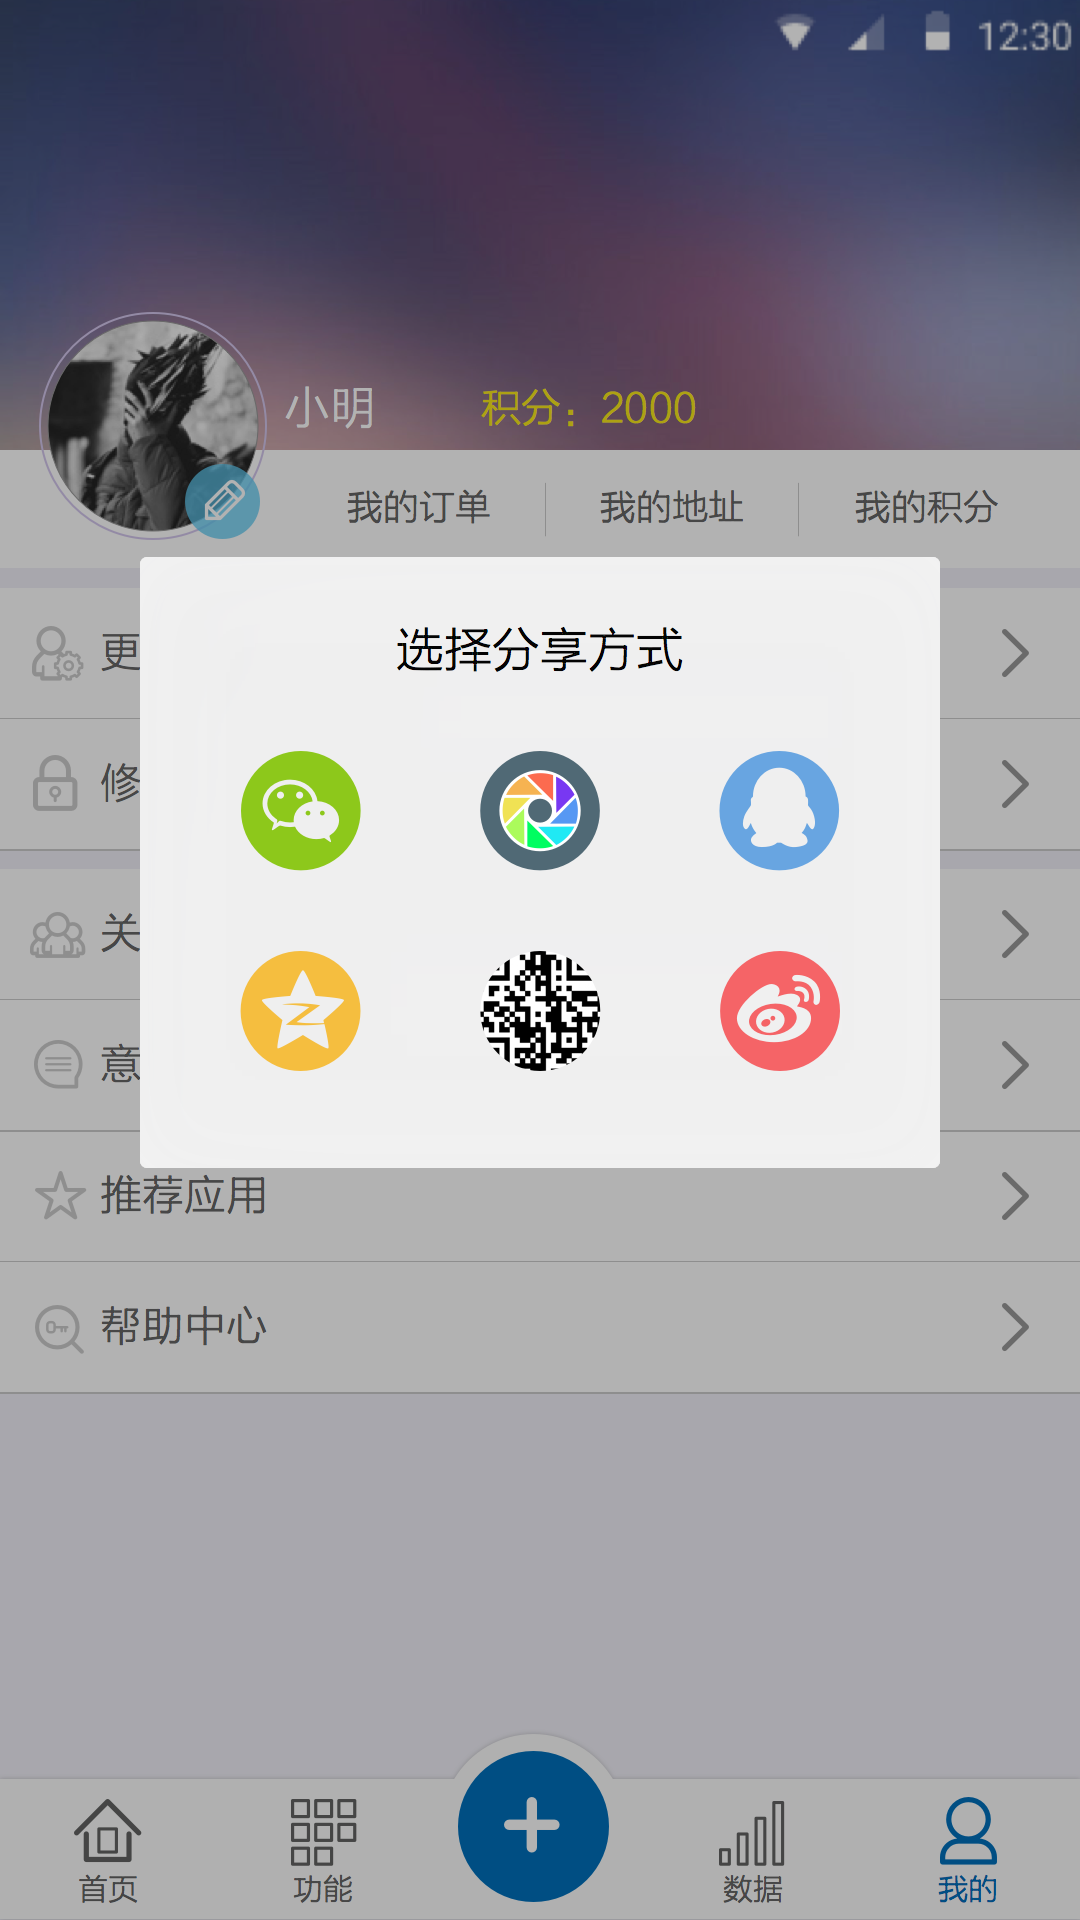 12:30
小明
积分：2000
我的订单
我的地址
我的积分
选择分享方式
更
修
关
意
推荐应用
帮助中心
首页
功能
数据
我的